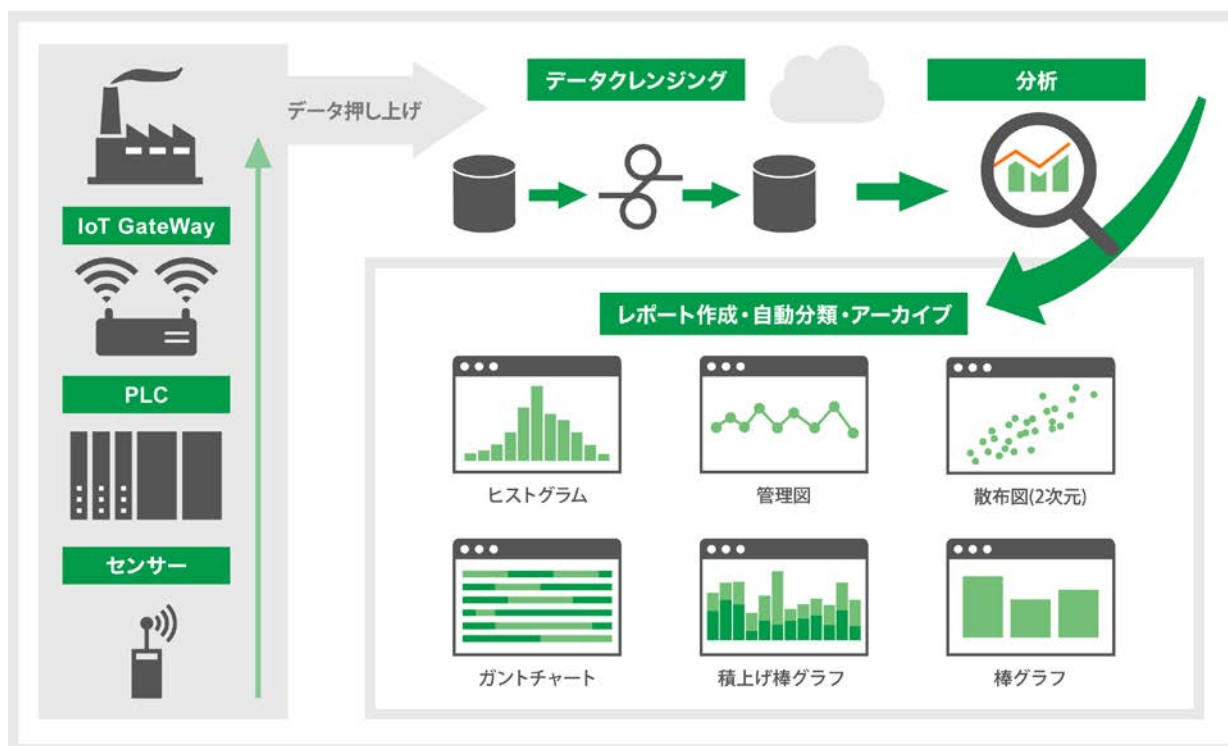 データ押し上げ
データクレンジング
分析
IoT GateWay
PLC
センサー
レポート作成・自動分類・アーカイブ
ヒストグラム
管理図
散布図(2次元)
ガントチャート
積上げ棒グラフ
棒グラフ